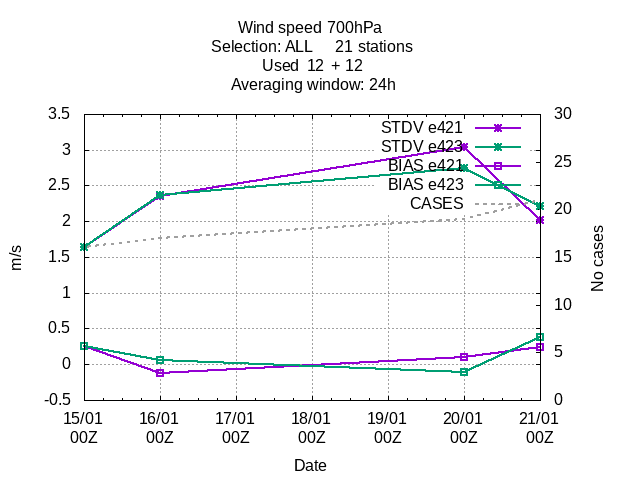 Wind speed 700hPa
Selection: ALL 21 stations
Used 12 + 12
Averaging window: 24h
STDV e421
STDV e423
BIAS e421
BIAS e423
CASES
3.5
3
2.5
2
1.5
1
0.5
0
-0.5
m/s
30
25
20
15
10
5
0
No cases
15/01 16/01 17/01 18/01 19/01 20/01 21/01
00Z 00Z 00Z 00Z 00Z 00Z 00Z
Date